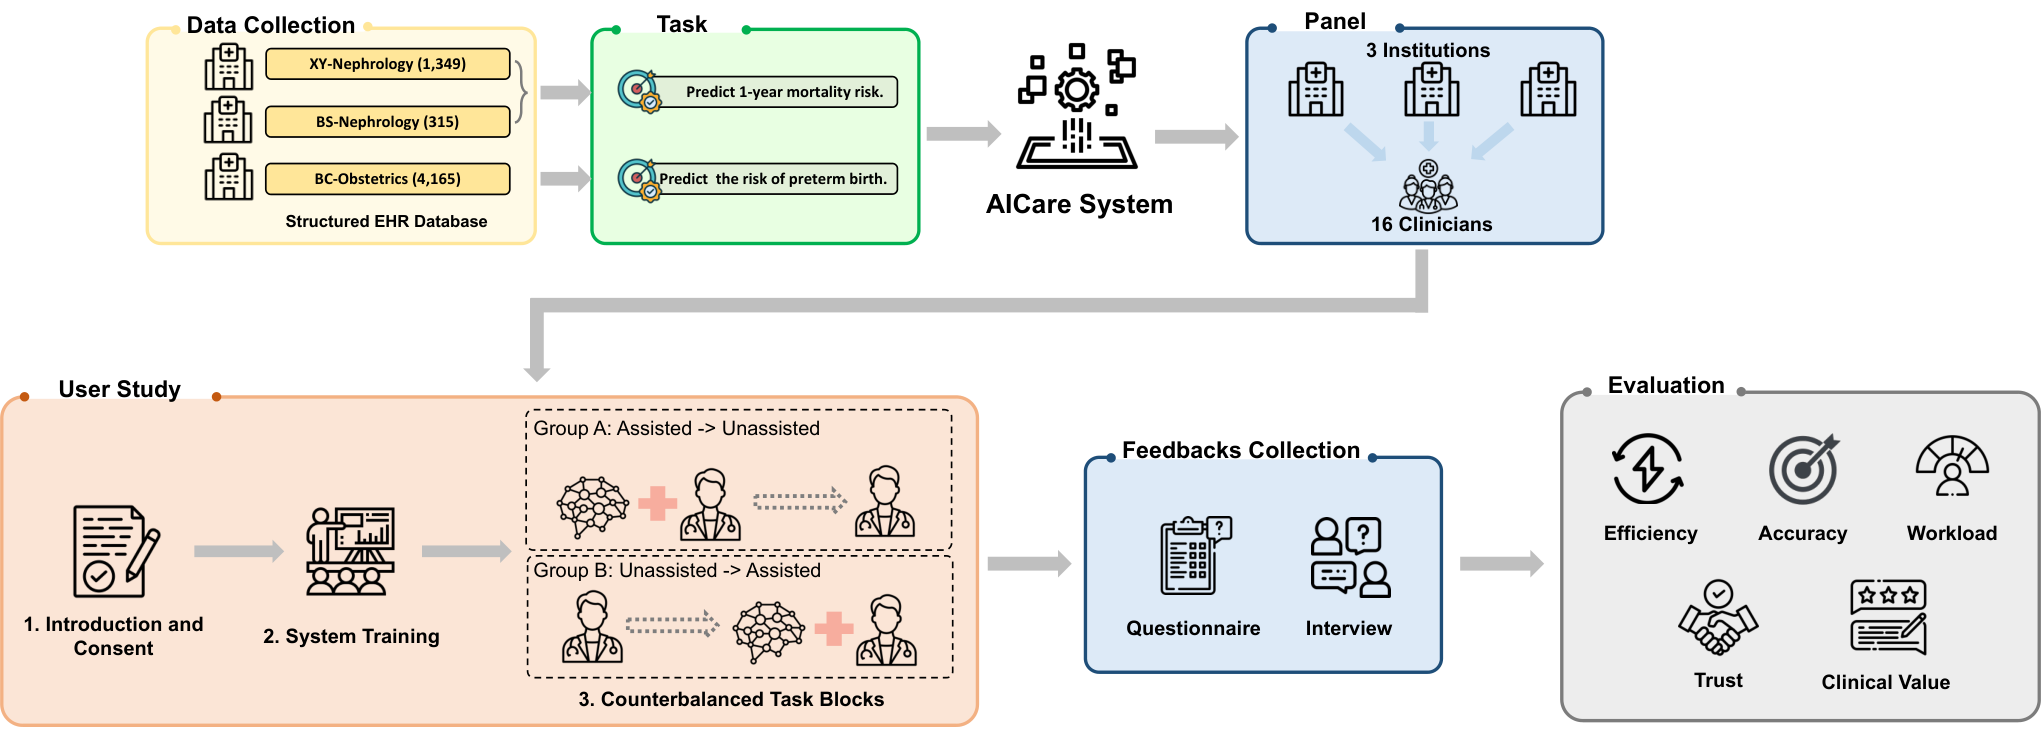 Data Collection
XY-Nephrology (1,349)
BS-Nephrology (315)
BC-Obstetrics (4,165)
Structured EHR Database
Task
Predict 1-year mortality risk.
Predict the risk of preterm birth.
AICare System
Panel
3 Institutions
16 Clinicians
User Study
1. Introduction and
Consent
2. System Training
Group A: Assisted -> Unassisted
Group B: Unassisted -> Assisted
3. Counterbalanced Task Blocks
Feedbacks Collection
?
?
Questionnaire
Interview
Evaluation
Efficiency
Accuracy
Workload
Trust
Clinical Value